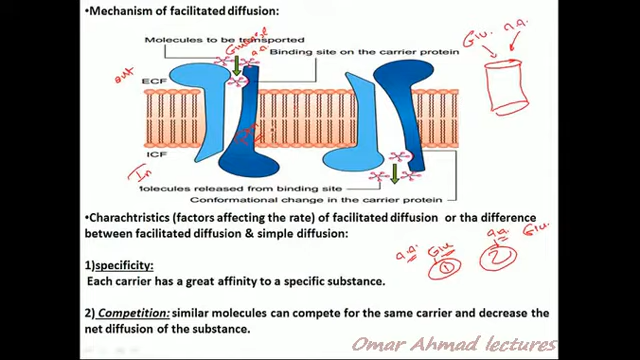 •Mechanism of facilitated diffusion:
Molecules to be transported
Glucose
a.a.
Binding site on the carrier protein
Glu. a.a.
out
ECF
ICF
In
Molecules released from binding site
Conformational change in the carrier protein
•Charachtristics (factors affecting the rate) of facilitated diffusion or tha difference
between facilitated diffusion & simple diffusion:
a.a. Glu. a.a. Glu.
1 2
1)specificity:
Each carrier has a great affinity to a specific substance.
2) Competition: similar molecules can compete for the same carrier and decrease the
net diffusion of the substance.
Omar Ahmad lectures